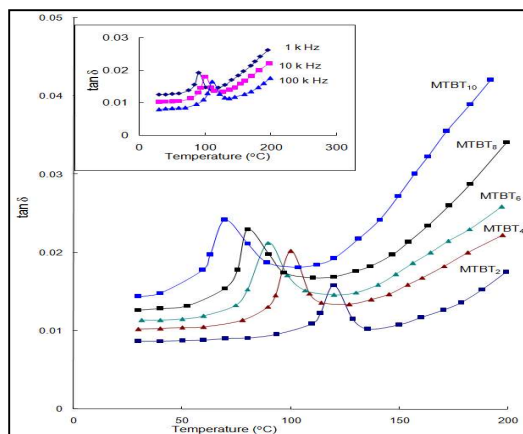 0.05
0.04
0.03
0.02
0.01
0
tanδ
0 50 100 150 200
Temperature (°C)
MTBT10
MTBT8
MTBT6
MTBT4
MTBT2
0.03
0.02
0.01
0
tanδ
0 100 200 300
Temperature (°C)
1 k Hz
10 k Hz
100 k Hz